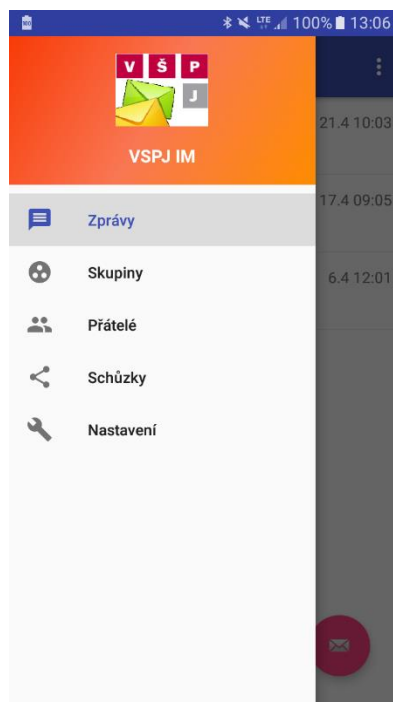 LTE 100% 13:06
V Š P
J
VSPJ IM
21.4 10:03
17.4 09:05
6.4 12:01
Zprávy
Skupiny
Přátelé
Schůzky
Nastavení